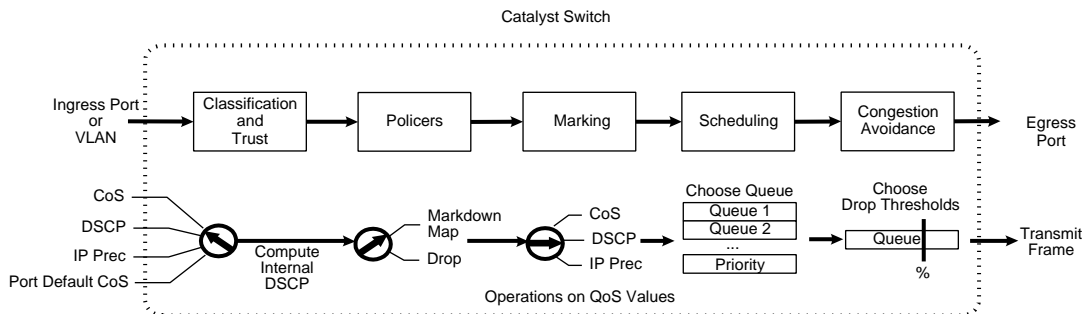 Catalyst Switch
Ingress Port
or
VLAN
Classification
and
Trust
Policers
Marking
Scheduling
Congestion
Avoidance
Egress
Port
CoS
DSCP
IP Prec
Port Default CoS
Compute
Internal
DSCP
Markdown
Map
Drop
CoS
DSCP
IP Prec
Choose Queue
Queue 1
Queue 2
...
Priority
Choose
Drop Thresholds
Queue
%
Transmit
Frame
Operations on QoS Values